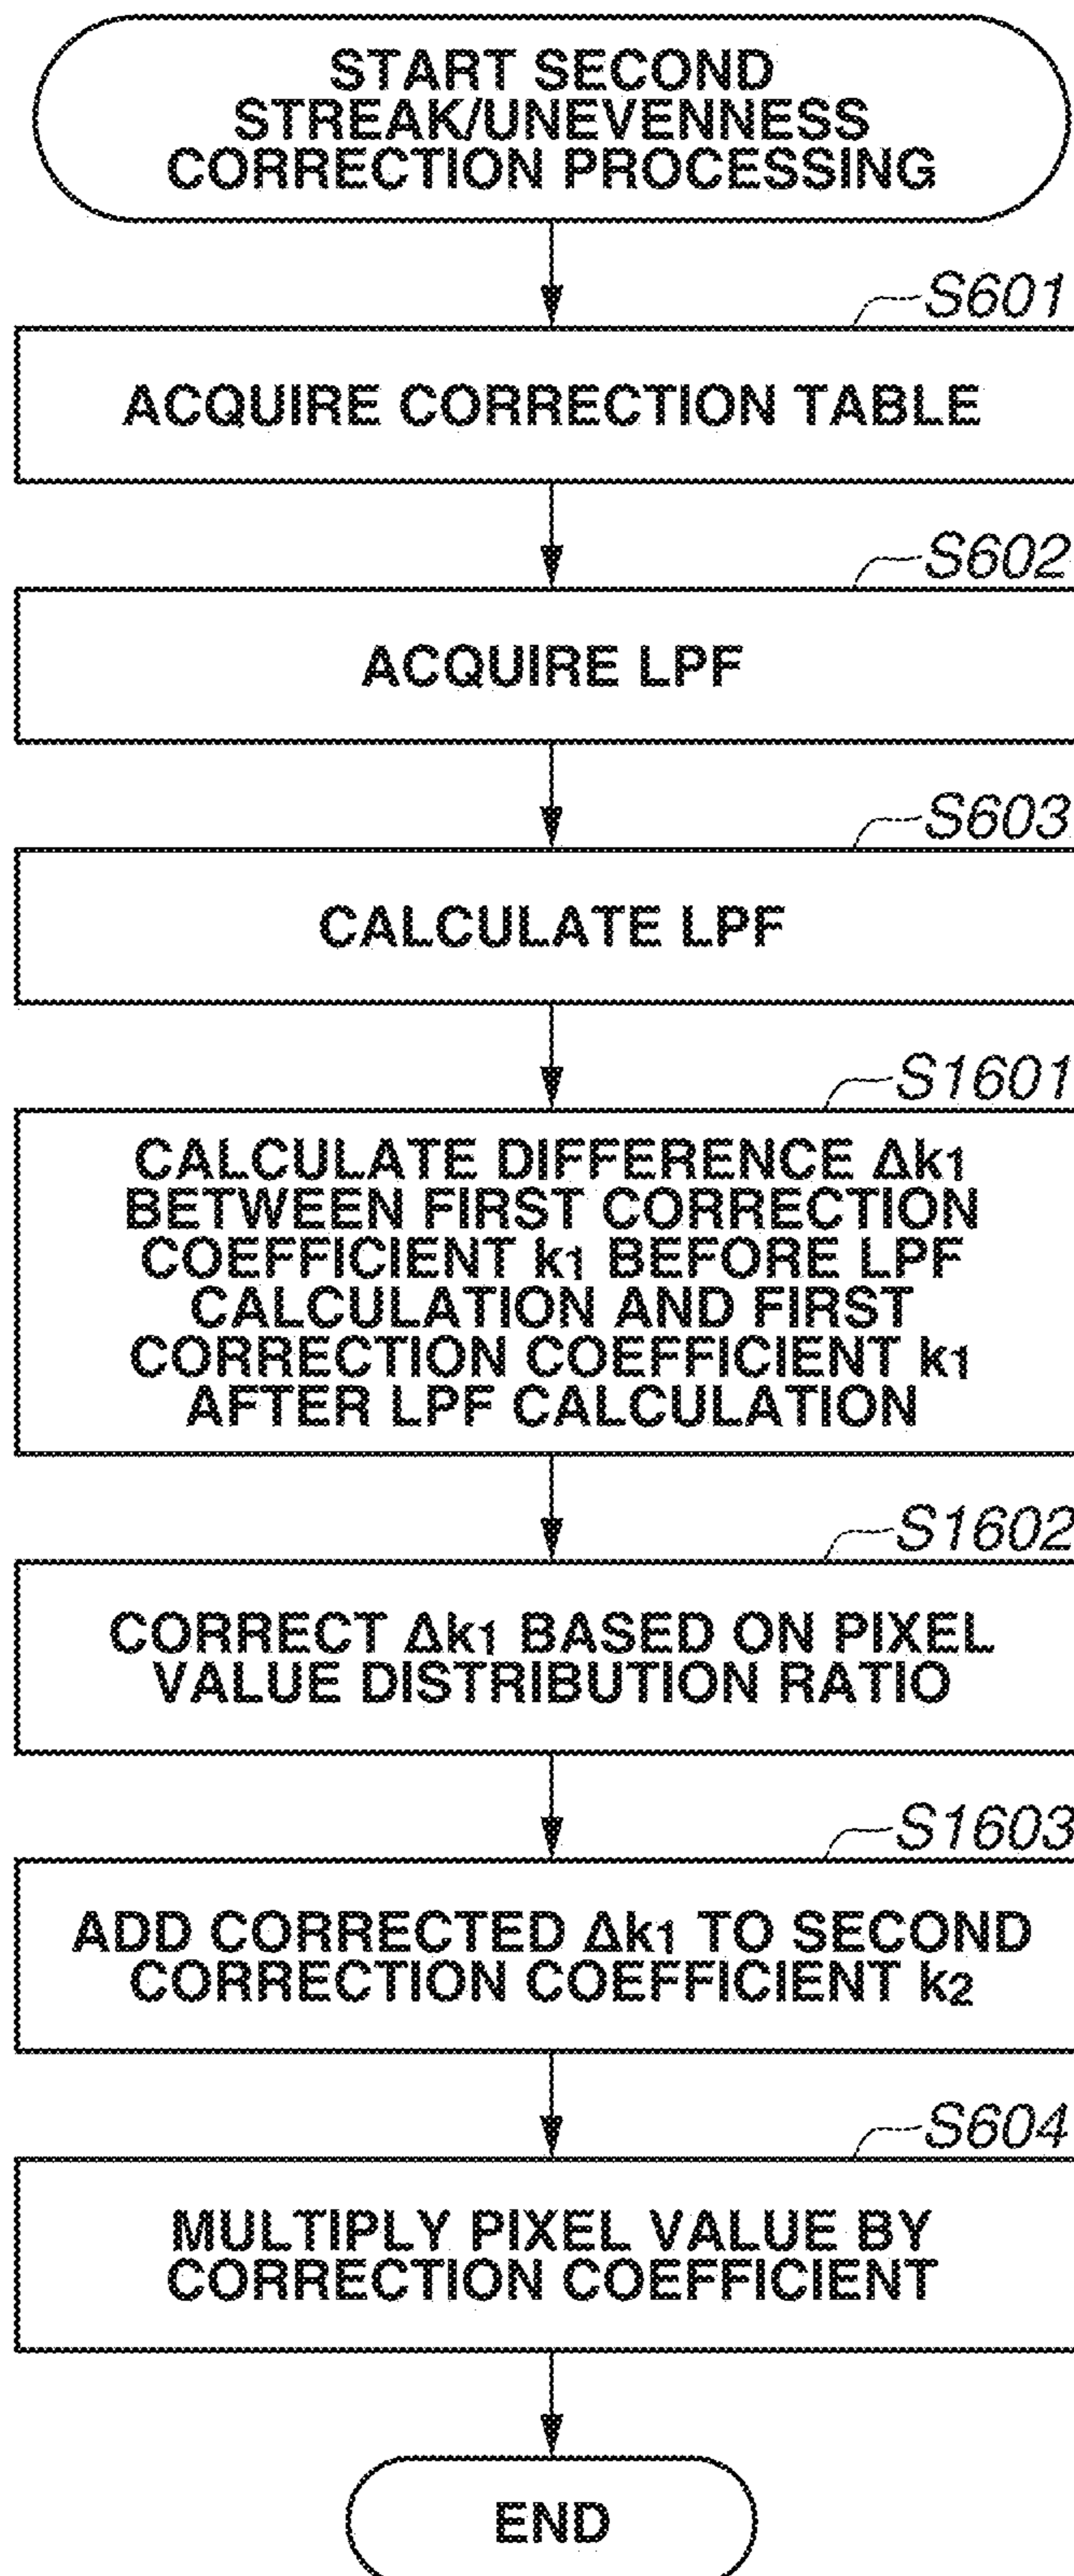 START SECOND
STREAK/UNEVENNESS
CORRECTION PROCESSING
S601
ACQUIRE CORRECTION TABLE
S602
ACQUIRE LPF
S603
CALCULATE LPF
S1601
CALCULATE DIFFERENCE Δk1
BETWEEN FIRST CORRECTION
COEFFICIENT k1 BEFORE LPF
CALCULATION AND FIRST
CORRECTION COEFFICIENT k1
AFTER LPF CALCULATION
S1602
CORRECT Δk1 BASED ON PIXEL
VALUE DISTRIBUTION RATIO
S1603
ADD CORRECTED Δk1 TO SECOND
CORRECTION COEFFICIENT k2
S604
MULTIPLY PIXEL VALUE BY
CORRECTION COEFFICIENT
END